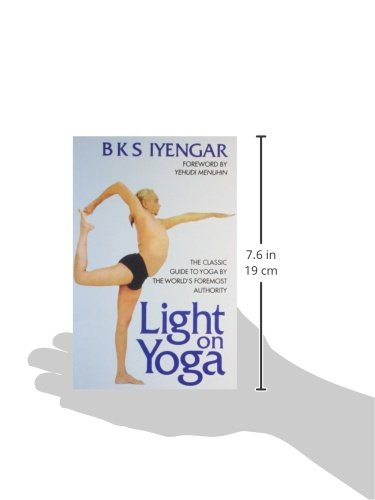 B K S IYENGAR
FOREWORD BY
YEHUDI MENUHIN
THE CLASSIC
GUIDE TO YOGA BY
THE WORLD'S FOREMOST
AUTHORITY
Light
on
Yoga
7.6 in
19 cm